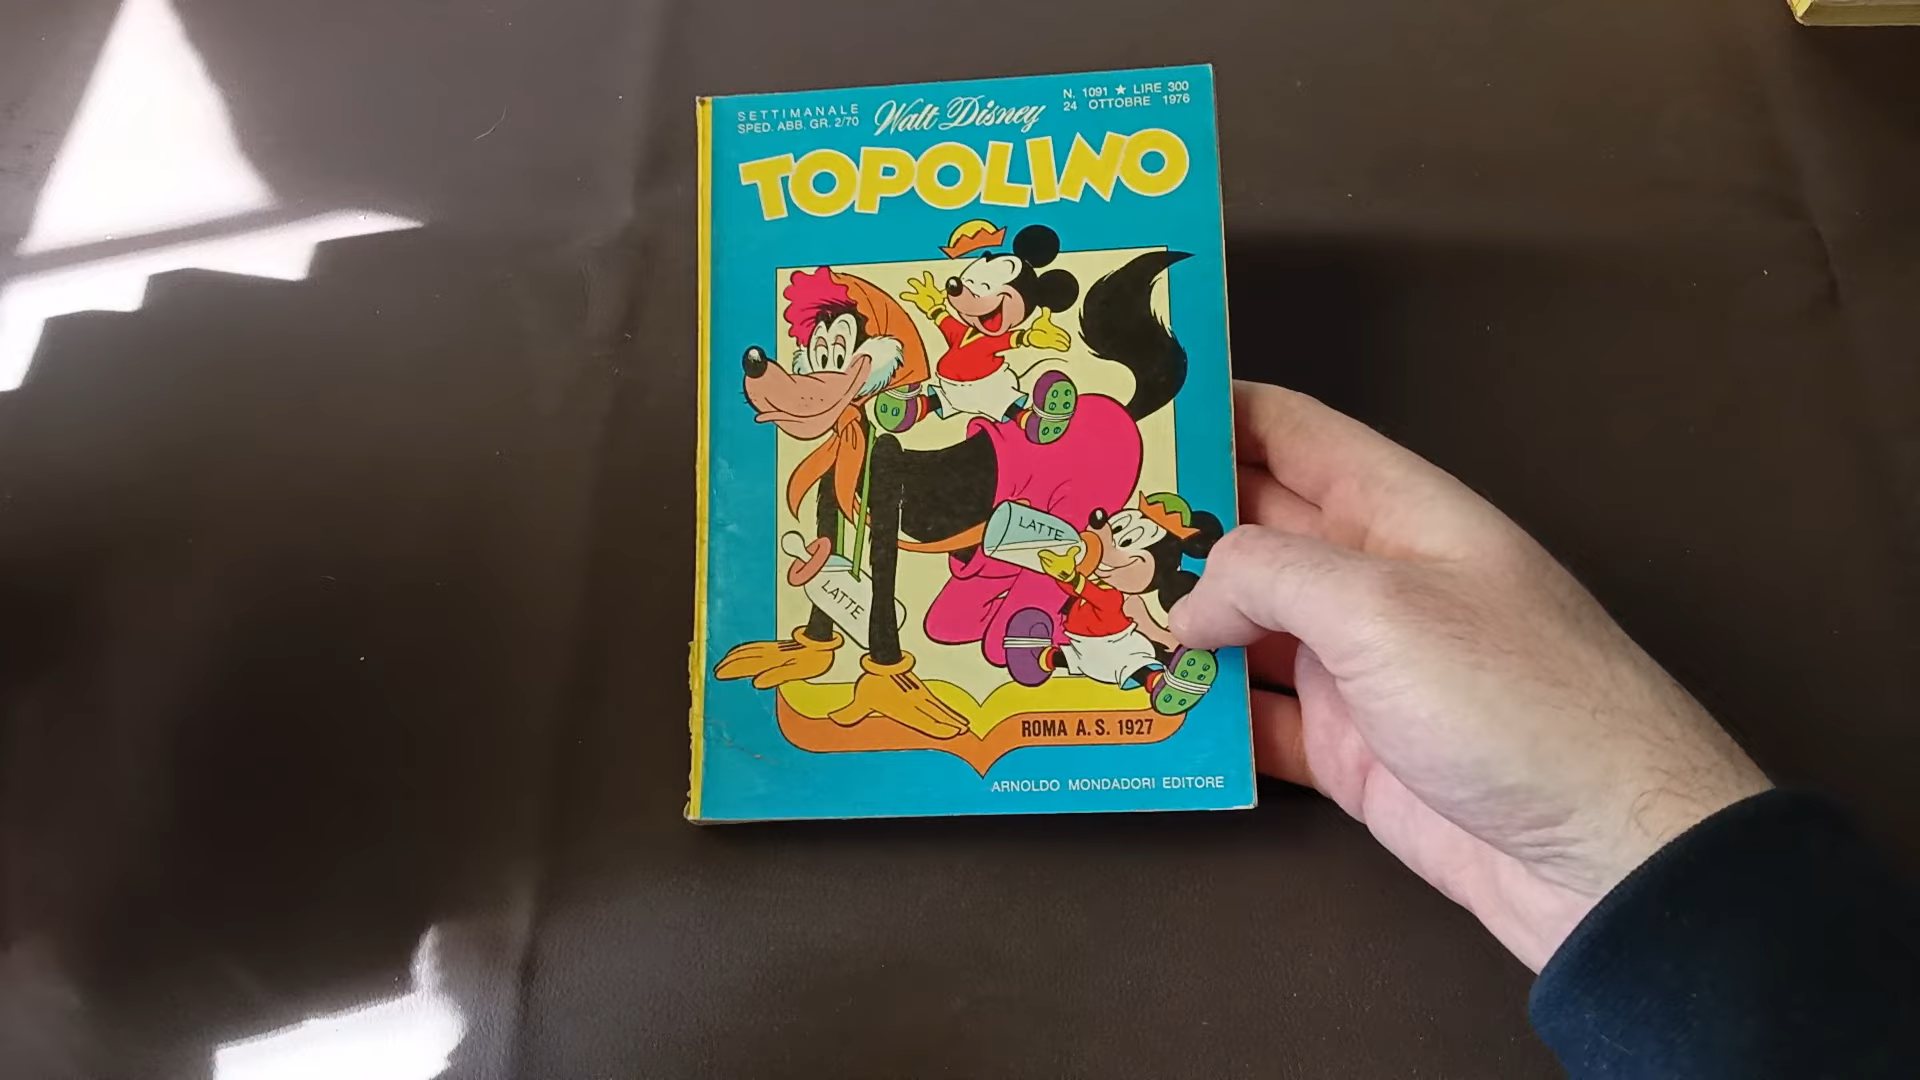 SETTIMANALE
SPED. ABB. GR. 2/70
Walt Disney
N. 1091 ★ LIRE 300
24 OTTOBRE 1976
TOPOLINO
LATTE
LATTE
ROMA A. S. 1927
ARNOLDO MONDADORI EDITORE